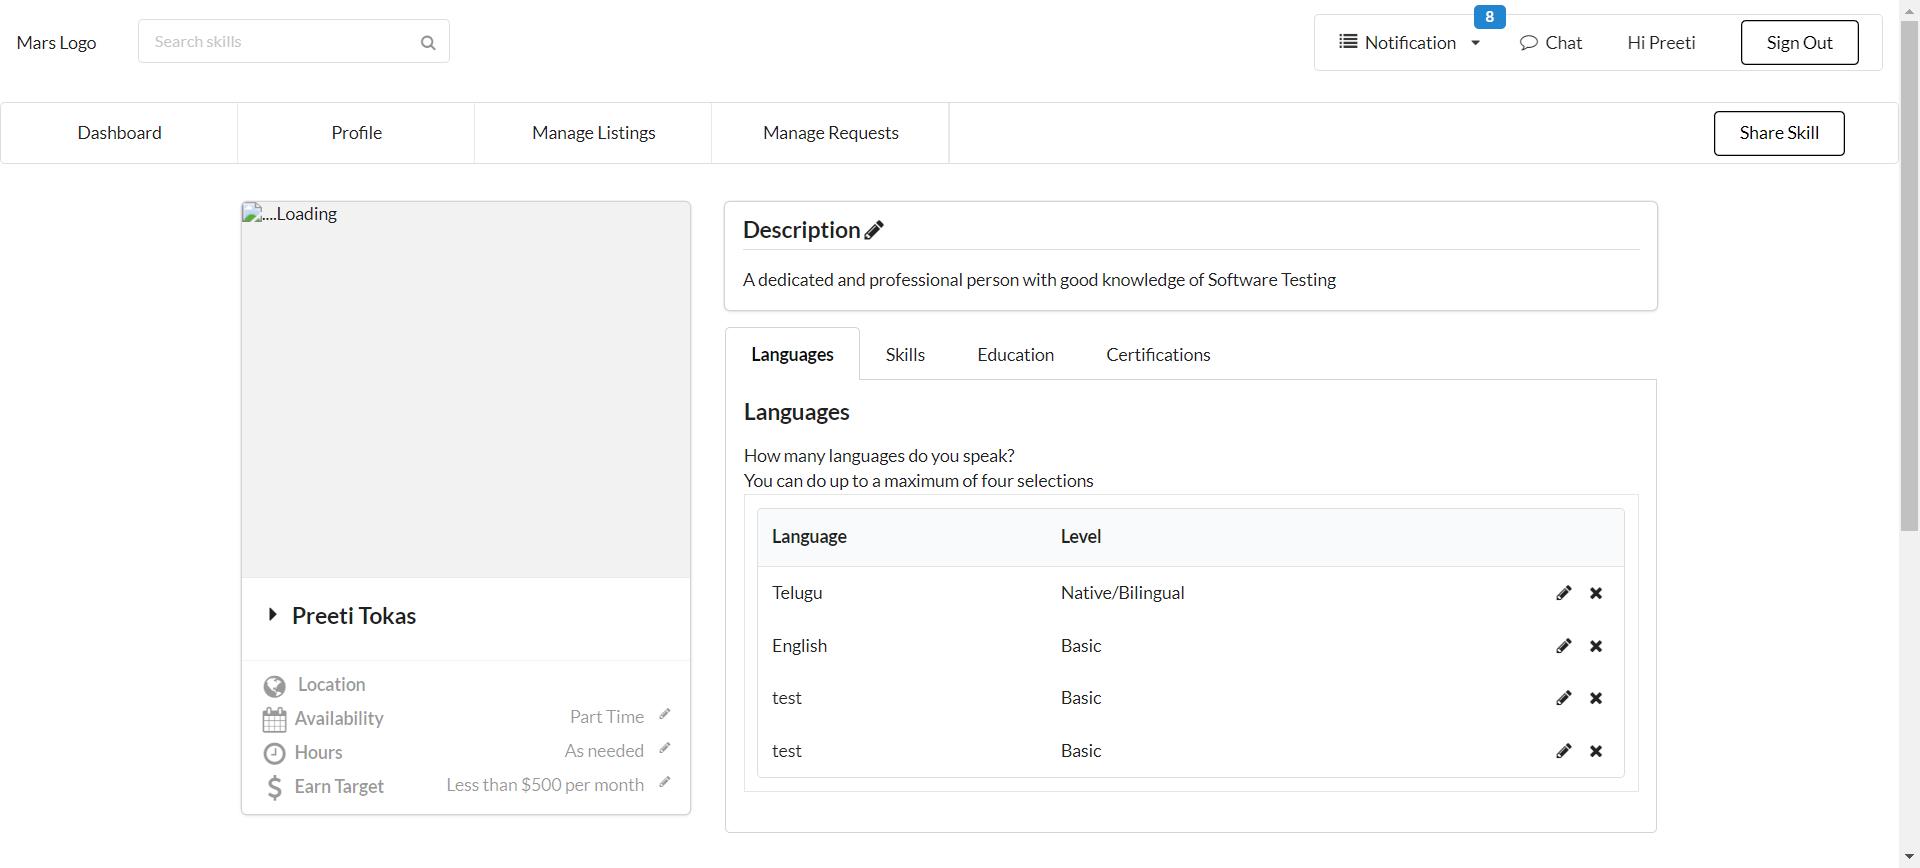 Mars Logo
Search skills
8
Notification
Chat
Hi Preeti
Sign Out
Dashboard
Profile
Manage Listings
Manage Requests
Share Skill
....Loading
Preeti Tokas
Location
Availability
Part Time
Hours
As needed
Earn Target
Less than $500 per month
Description
A dedicated and professional person with good knowledge of Software Testing
Languages
Skills
Education
Certifications
Languages
How many languages do you speak?
You can do up to a maximum of four selections
Language
Level
Telugu
Native/Bilingual
English
Basic
test
Basic
test
Basic